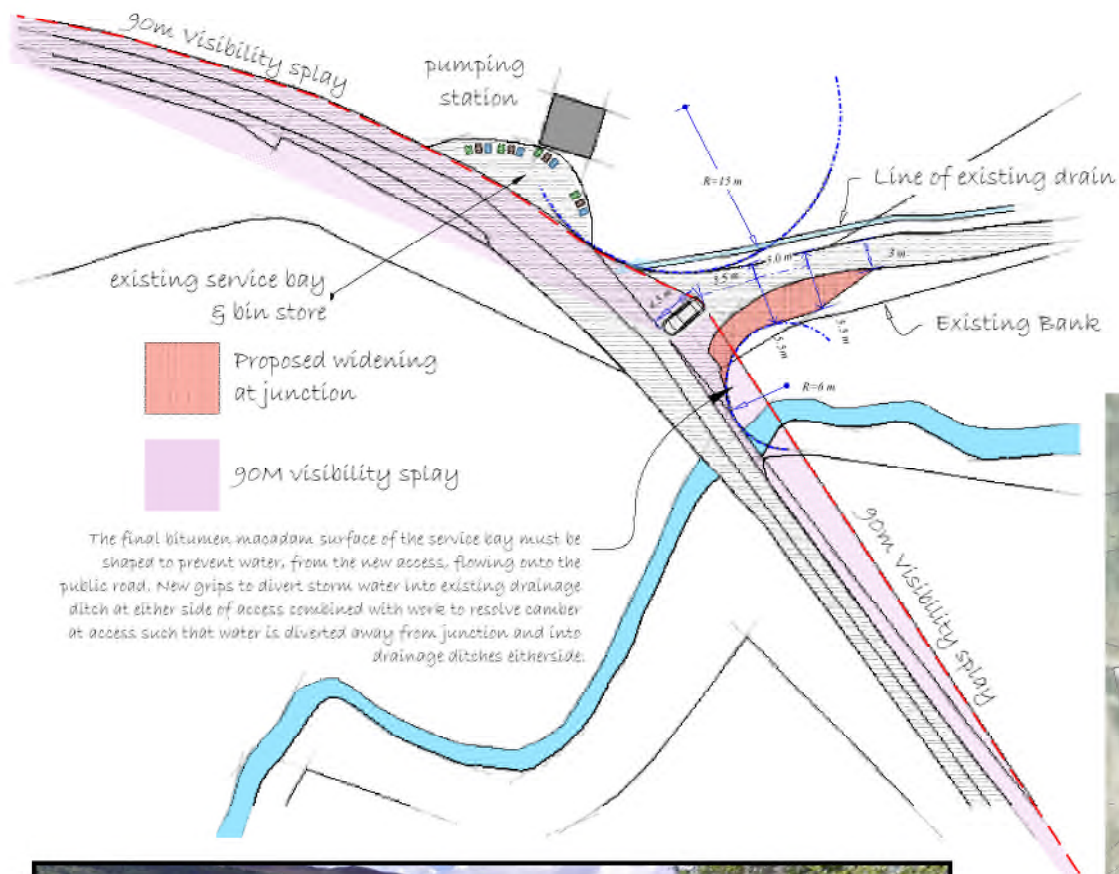 90m Visibility splay
pumping
station
R=15 m
Line of existing drain
existing service bay
& bin store
4.5 m
5.5 m
3 m
5.5 m
5.5m
Existing Bank
Proposed widening
at junction
R=6 m
90M visibility splay
The final bitumen macadam surface of the service bay must be
shaped to prevent water, from the new access, flowing onto the
public road. New grips to divert storm water into existing drainage
ditch at either side of access combined with work to resolve camber
at access such that water is diverted away from junction and into
drainage ditches eitherside.
90m Visibility splay